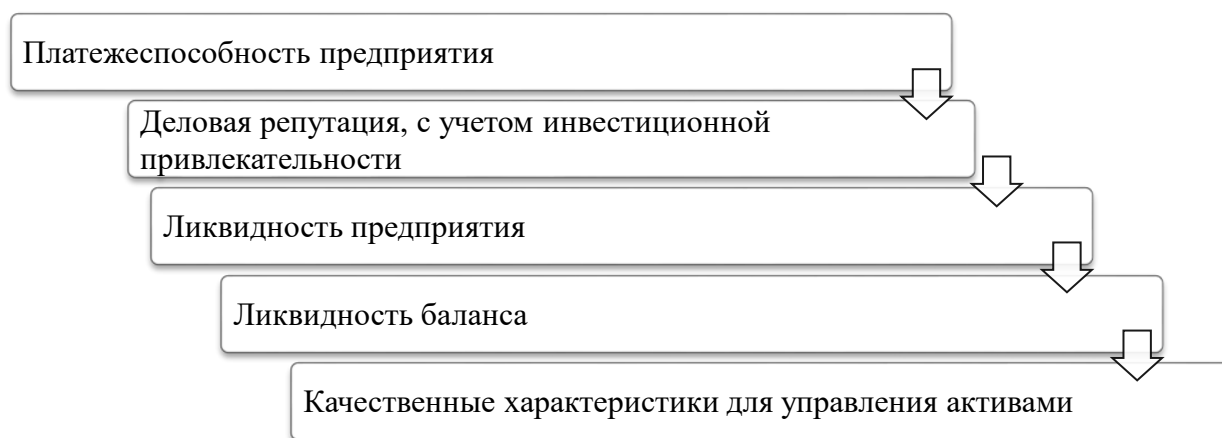 Платежеспособность предприятия
Деловая репутация, с учетом инвестиционной
привлекательности
Ликвидность предприятия
Ликвидность баланса
Качественные характеристики для управления активами